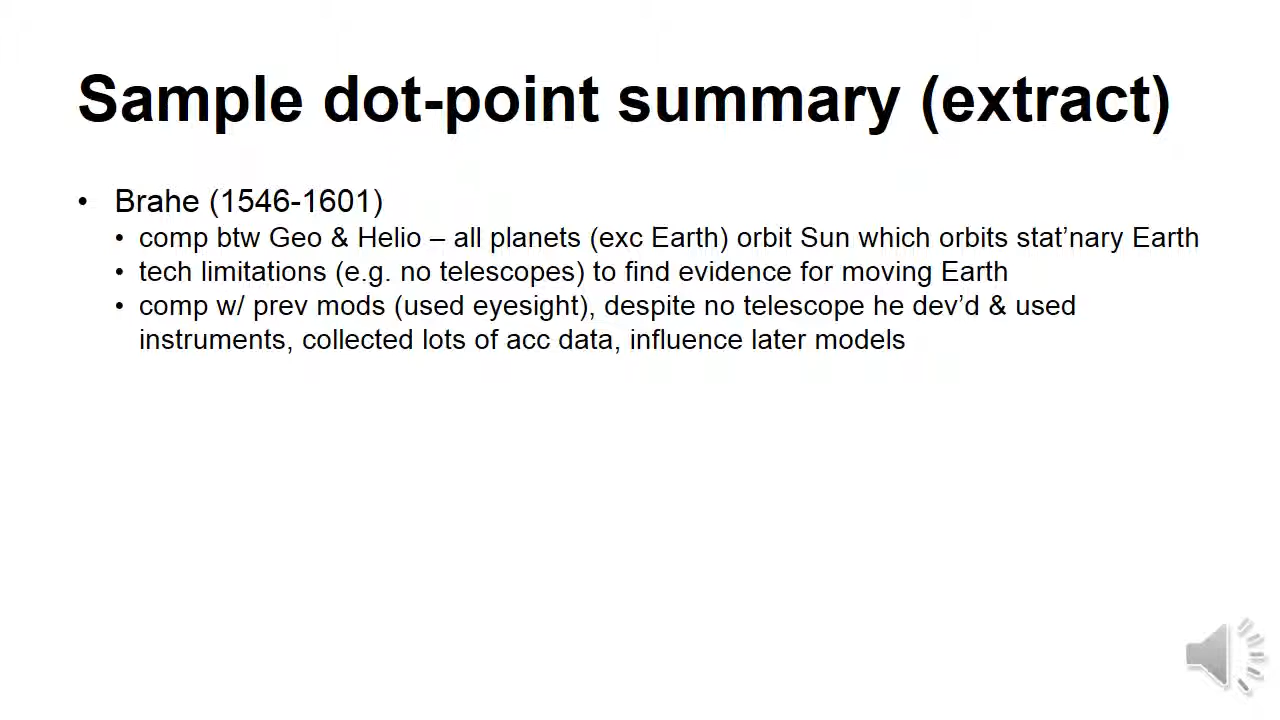 Sample dot-point summary (extract)
• Brahe (1546-1601)
• comp btw Geo & Helio – all planets (exc Earth) orbit Sun which orbits stat’nary Earth
• tech limitations (e.g. no telescopes) to find evidence for moving Earth
• comp w/ prev mods (used eyesight), despite no telescope he dev’d & used
instruments, collected lots of acc data, influence later models